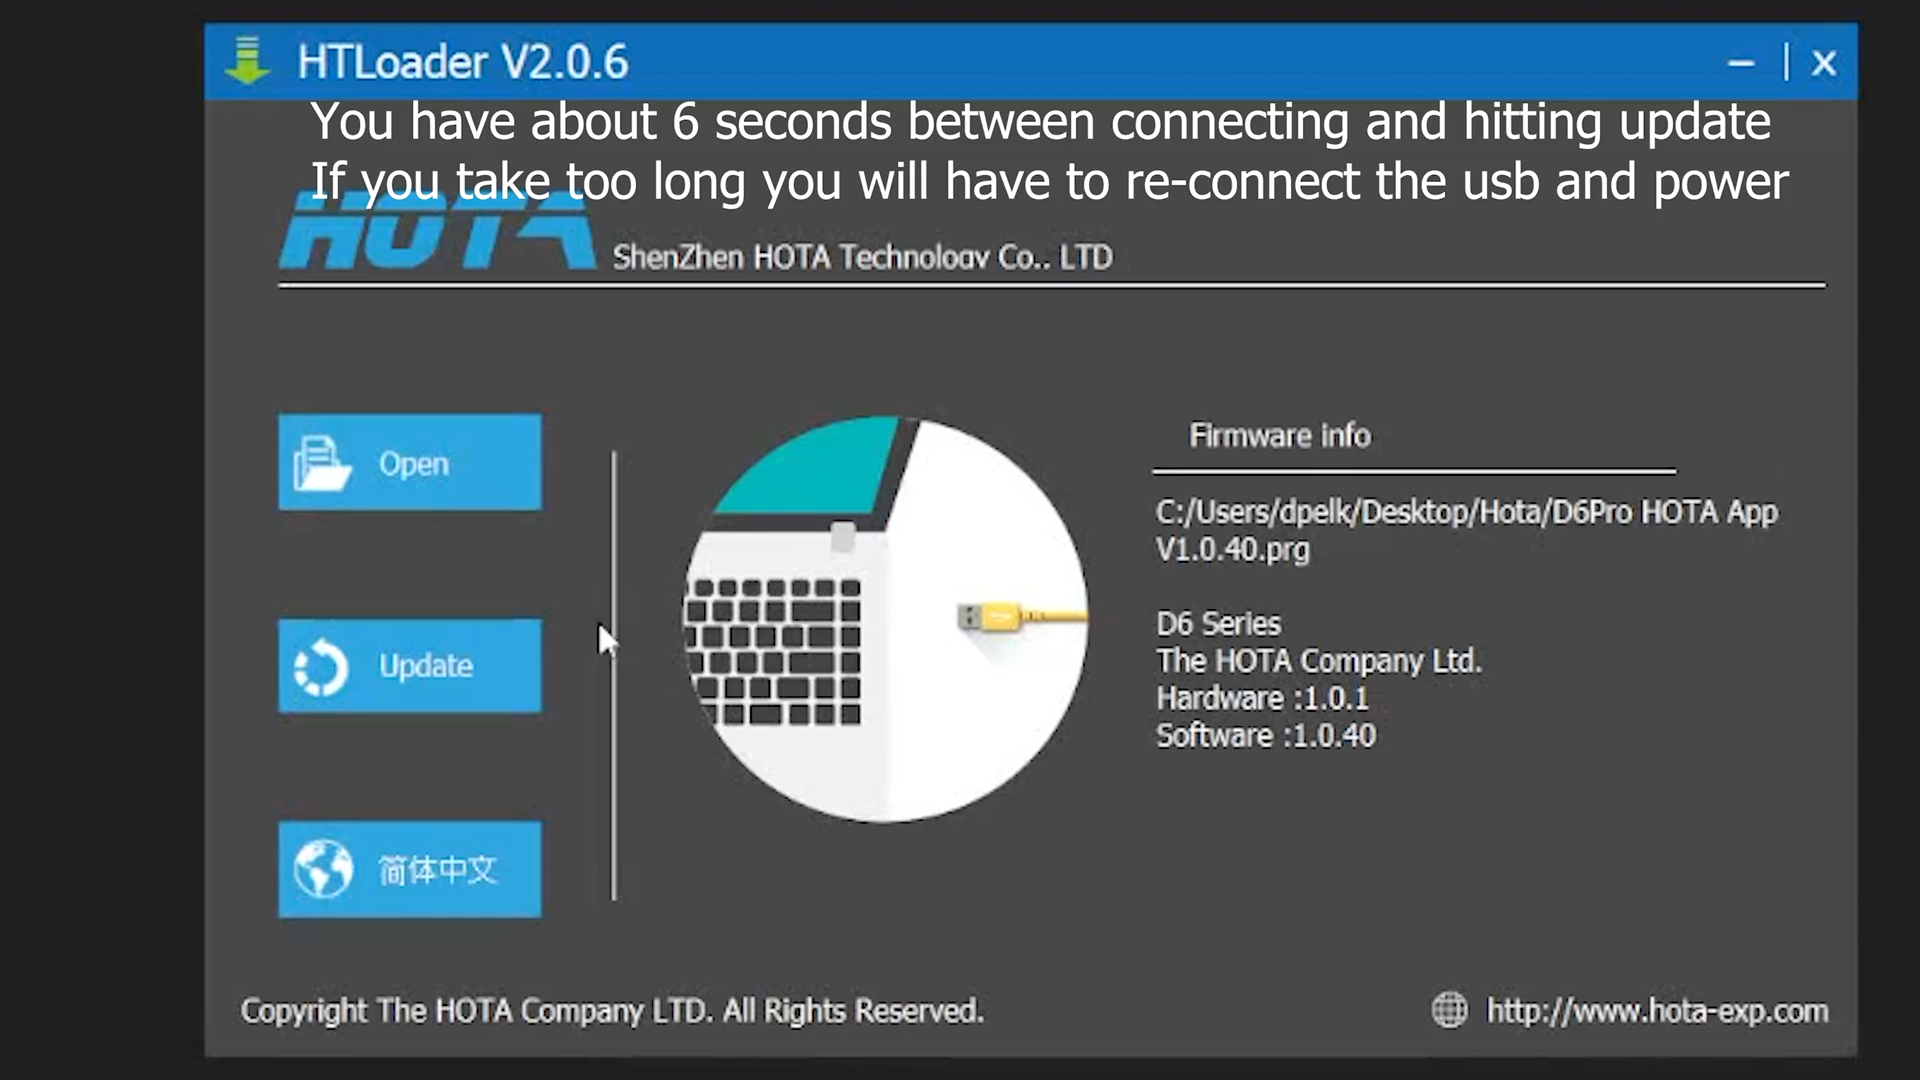 HTLoader V2.0.6
You have about 6 seconds between connecting and hitting update
If you take too long you will have to re-connect the usb and power
HOTA
ShenZhen HOTA Technology Co., LTD
Open
Update
简体中文
Firmware info
C:/Users/dpelk/Desktop/Hota/D6Pro HOTA App
V1.0.40.prg
D6 Series
The HOTA Company Ltd.
Hardware :1.0.1
Software :1.0.40
Copyright The HOTA Company LTD. All Rights Reserved.
http://www.hota-exp.com